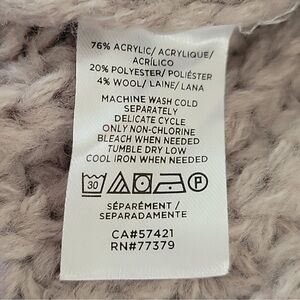 76% ACRYLIC/ ACRYLIQUE/
ACRÍLICO
20% POLYESTER/ POLIÉSTER
4% WOOL/ LAINE/ LANA
MACHINE WASH COLD
SEPARATELY
DELICATE CYCLE
ONLY NON-CHLORINE
BLEACH WHEN NEEDED
TUMBLE DRY LOW
COOL IRON WHEN NEEDED
30 P
SÉPARÉMENT /
SEPARADAMENTE
CA#57421
RN#77379